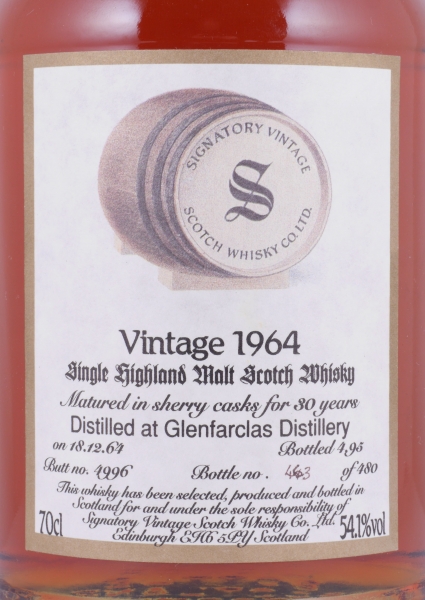 SIGNATORY VINTAGE
S
SCOTCH WHISKY CO. LTD.
Vintage 1964
Single Highland Malt Scotch Whisky
Matured in sherry casks for 30 years
Distilled at Glenfarclas Distillery
on 18.12.64 Bottled 4,95
Butt no. 4996 Bottle no. 463 of 480
This whisky has been selected, produced and bottled in
Scotland for and under the sole responsibility of
70cl Signatory Vintage Scotch Whisky Co. Ltd. 54.1%vol
Edinburgh EH6 5PY Scotland